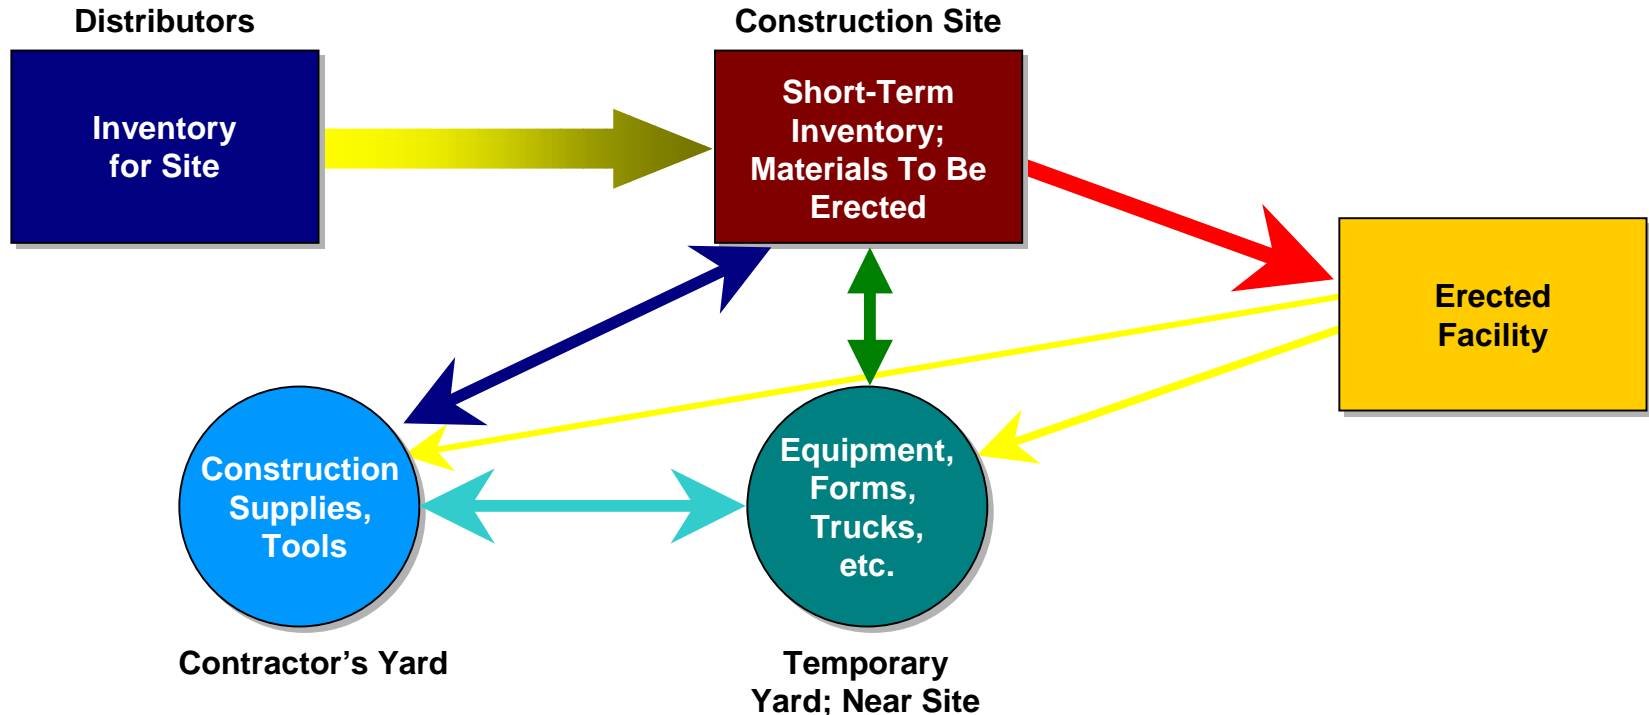 Distributors
Construction Site
Inventory
for Site
Short-Term
Inventory;
Materials To Be
Erected
Erected
Facility
Construction
Supplies,
Tools
Equipment,
Forms,
Trucks,
etc.
Contractor’s Yard
Temporary
Yard; Near Site